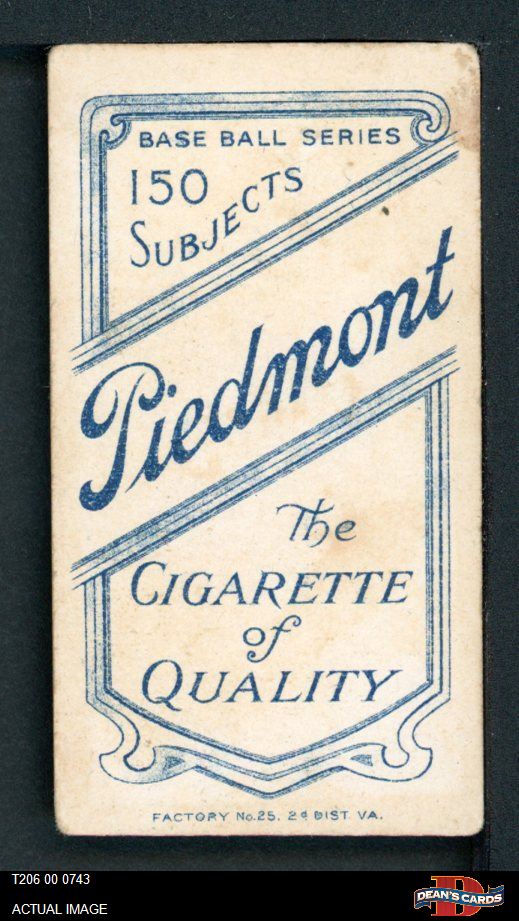 BASE BALL SERIES
150
SUBJECTS
Piedmont
The
CIGARETTE
of
QUALITY
FACTORY No.25. 2d DIST. VA.
T206 00 0743
ACTUAL IMAGE
D
DEAN'S CARDS